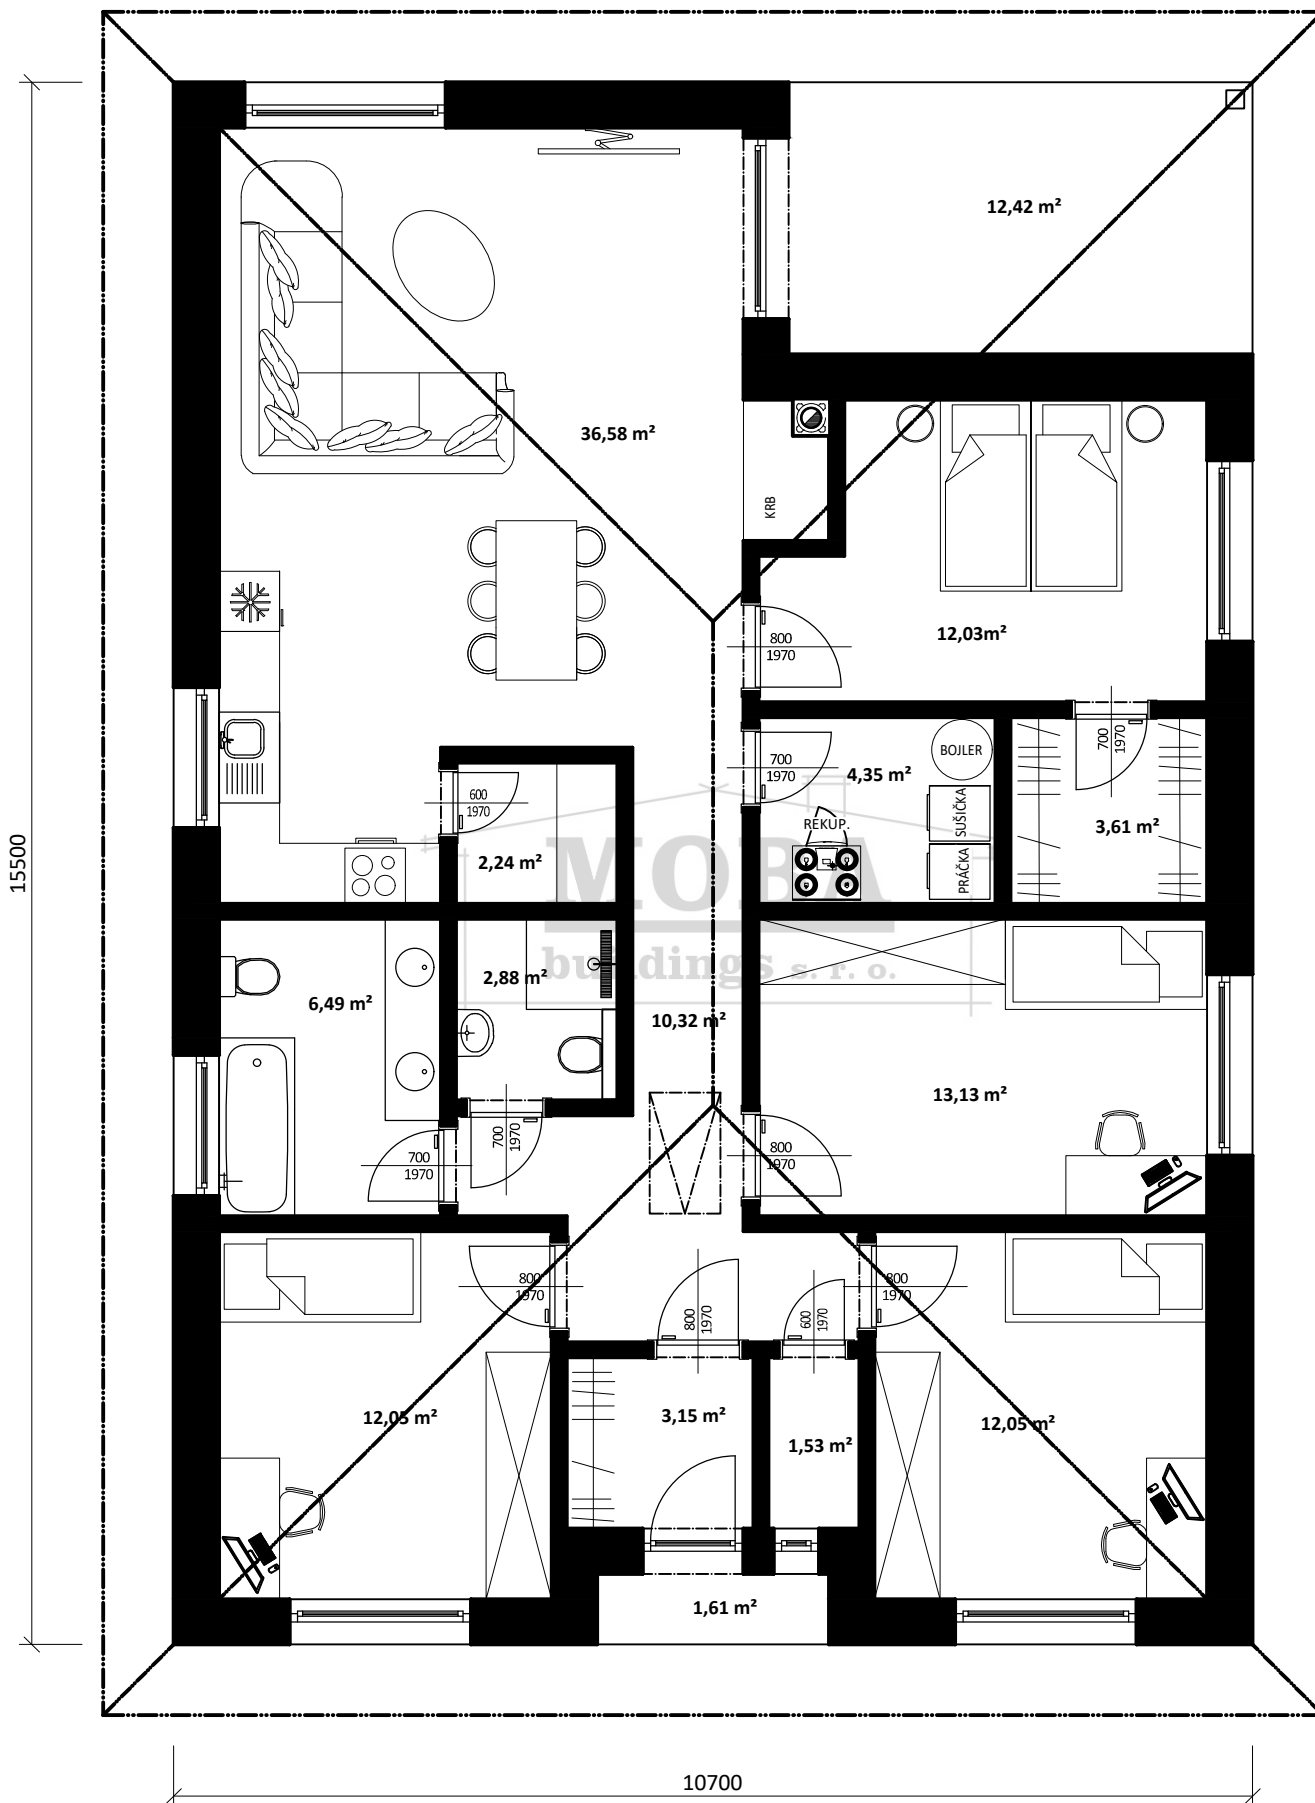 12,42 m²
36,58 m²
KRB
15500
800
1970
12,03m²
700
1970
BOJLER
4,35 m²
700
1970
600
1970
SUŠIČKA
REKUP.
3,61 m²
MOBA
2,24 m²
PRÁČKA
buildings s. r. o.
2,88 m²
6,49 m²
10,32 m²
13,13 m²
700
1970
700
1970
800
1970
800
1970
800
1970
600
1970
800
1970
12,05 m²
3,15 m²
1,53 m²
12,05 m²
1,61 m²
10700